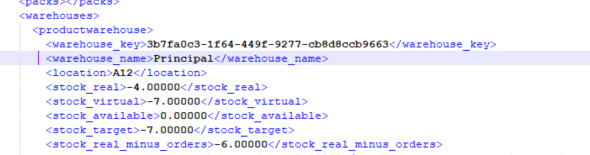 <packs></packs>
<warehouses>
<productwarehouse>
<warehouse_key>3b7fa0c3-1f64-449f-9277-cb8d8ccb9663</warehouse_key>
<warehouse_name>Principal</warehouse_name>
<location>A12</location>
<stock_real>-4.00000</stock_real>
<stock_virtual>-7.00000</stock_virtual>
<stock_available>0.00000</stock_available>
<stock_target>-7.00000</stock_target>
<stock_real_minus_orders>-6.00000</stock_real_minus_orders>